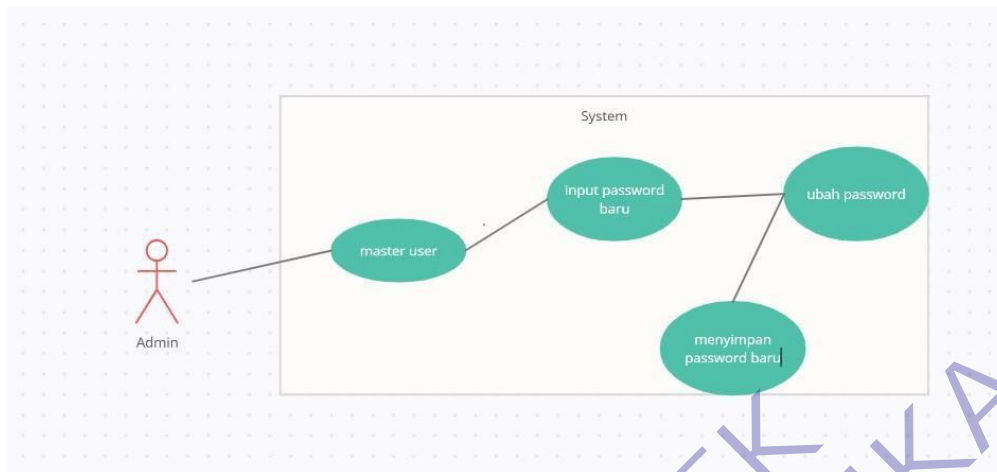 System
input password
baru
ubah password
master user
Admin
menyimpan
password baru